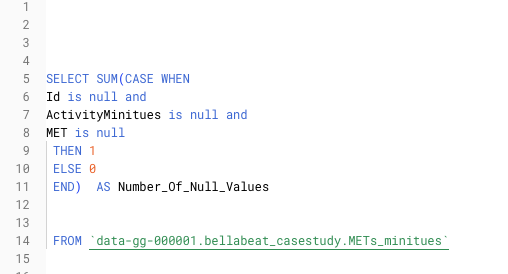 1
2
3
4
5 SELECT SUM(CASE WHEN
6 Id is null and
7 ActivityMinitues is null and
8 MET is null
9 THEN 1
10 ELSE 0
11 END)  AS Number_Of_Null_Values
12
13
14 FROM `data-gg-000001.bellabeat_casestudy.METs_minitues`
15
16